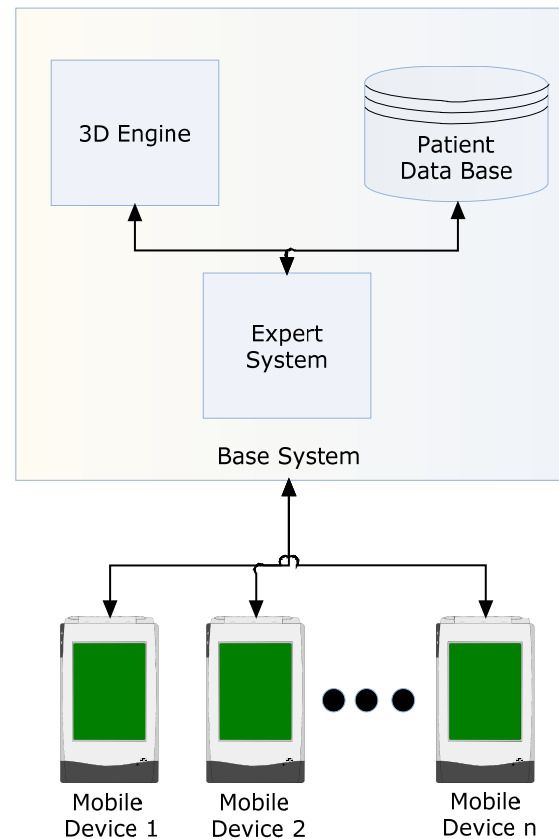 3D Engine
Patient
Data Base
Expert
System
Base System
Mobile
Device 1
Mobile
Device 2
Mobile
Device n